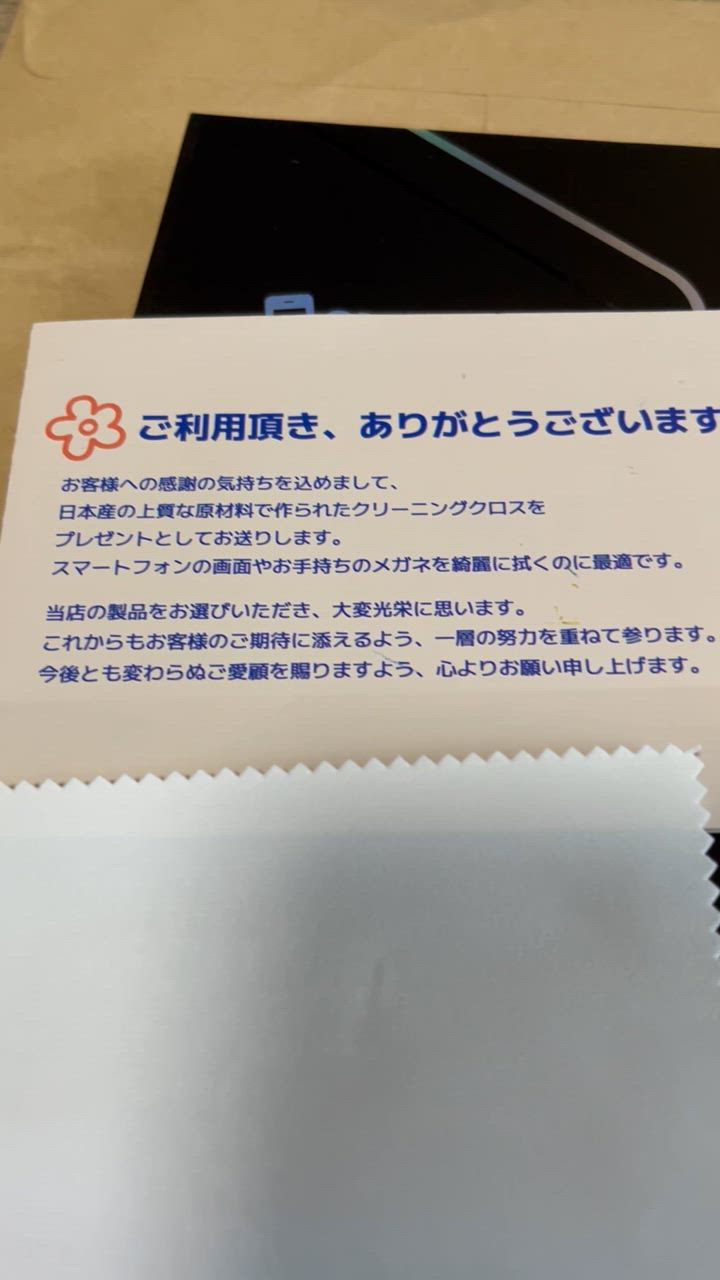 ご利用頂き、ありがとうございます
お客様への感謝の気持ちを込めまして、
日本産の上質な原材料で作られたクリーニングクロスを
プレゼントとしてお送りします。
スマートフォンの画面やお手持ちのメガネを綺麗に拭くのに最適です。
当店の製品をお選びいただき、大変光栄に思います。
これからもお客様のご期待に添えるよう、一層の努力を重ねて参ります。
今後とも変わらぬご愛顧を賜りますよう、心よりお願い申し上げます。